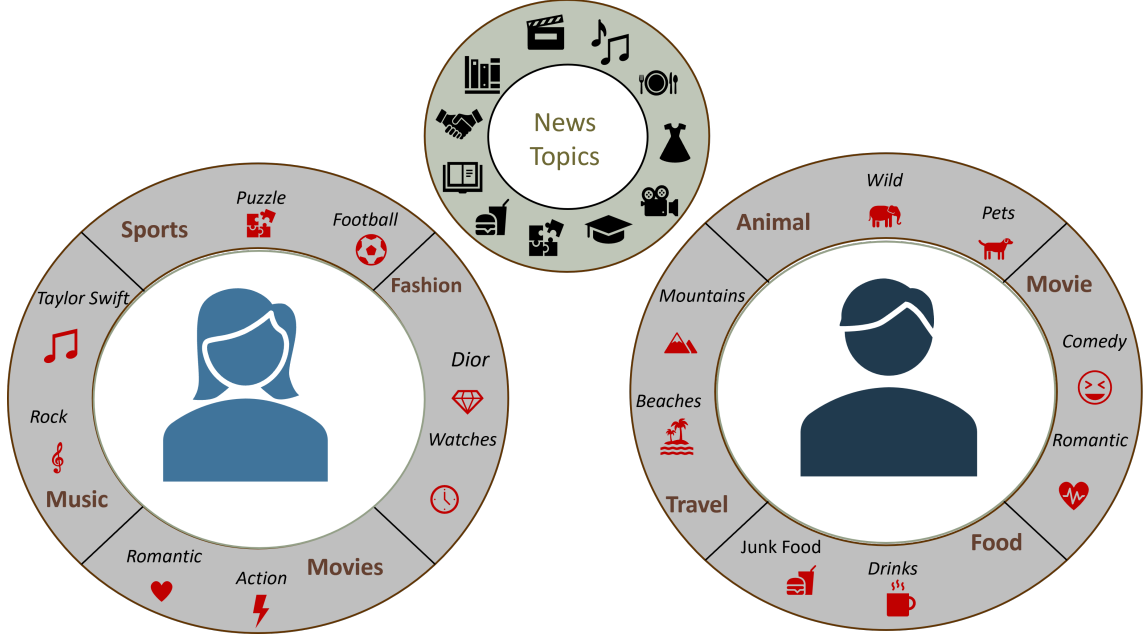 News
Topics
Sports
Puzzle
Football
Fashion
Taylor Swift
Dior
Rock
Watches
Music
Romantic
Action
Movies
Animal
Wild
Pets
Movie
Mountains
Comedy
Beaches
Romantic
Travel
Junk Food
Drinks
Food